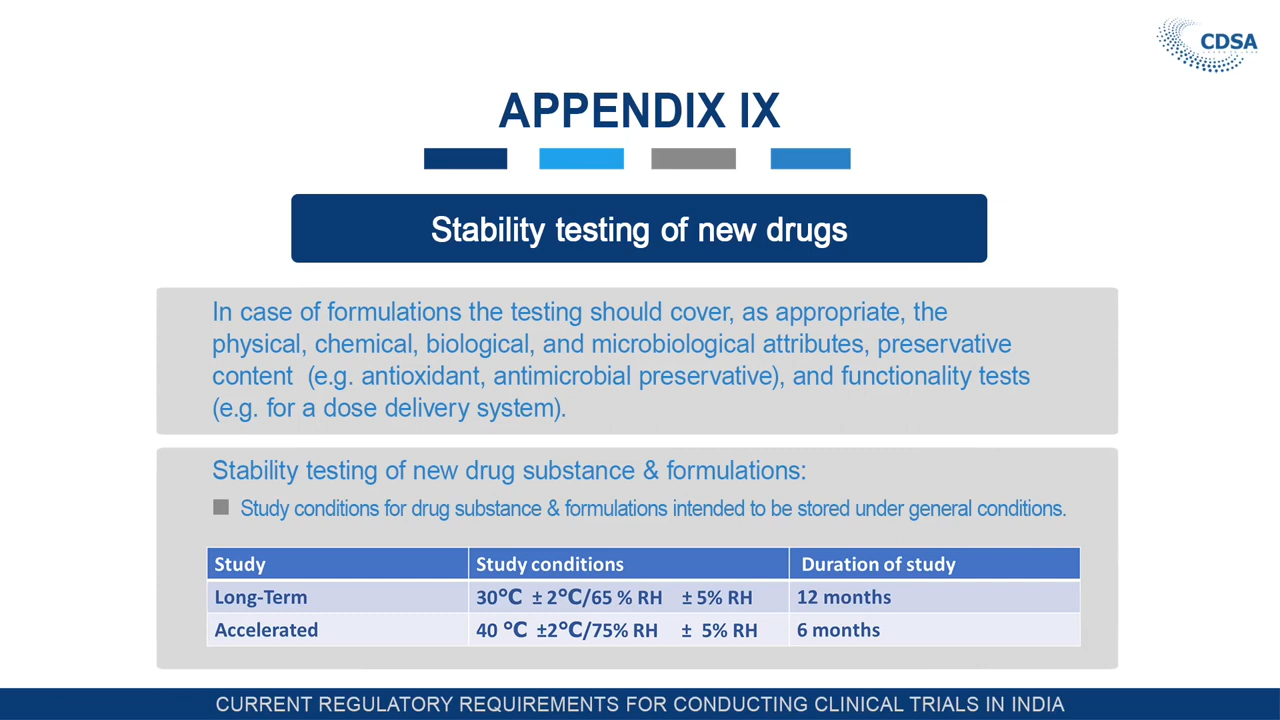 CDSA
APPENDIX IX
Stability testing of new drugs
In case of formulations the testing should cover, as appropriate, the
physical, chemical, biological, and microbiological attributes, preservative
content (e.g. antioxidant, antimicrobial preservative), and functionality tests
(e.g. for a dose delivery system).
Stability testing of new drug substance & formulations:
Study conditions for drug substance & formulations intended to be stored under general conditions.
Study Study conditions Duration of study
Long-Term 30℃ ± 2℃/65 % RH ± 5% RH 12 months
Accelerated 40 ℃ ±2℃/75% RH ± 5% RH 6 months
CURRENT REGULATORY REQUIREMENTS FOR CONDUCTING CLINICAL TRIALS IN INDIA